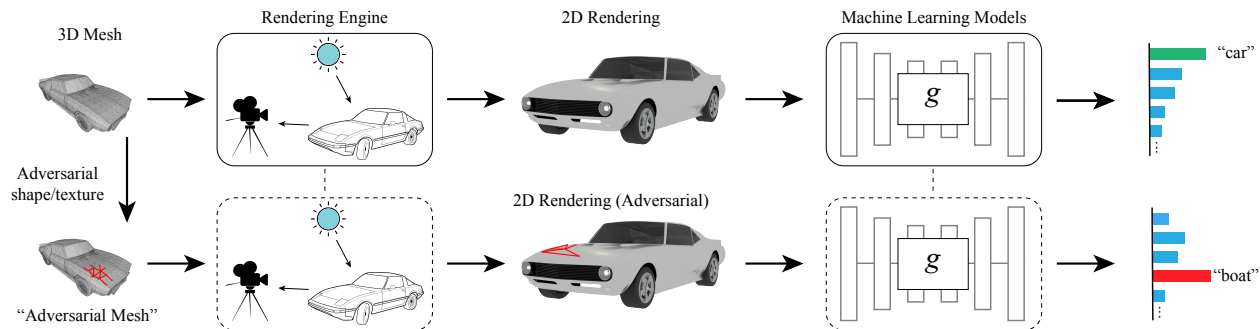 3D Mesh
Rendering Engine
2D Rendering
Machine Learning Models
g
“car”
Adversarial
shape/texture
2D Rendering (Adversarial)
g
“boat”
“Adversarial Mesh”